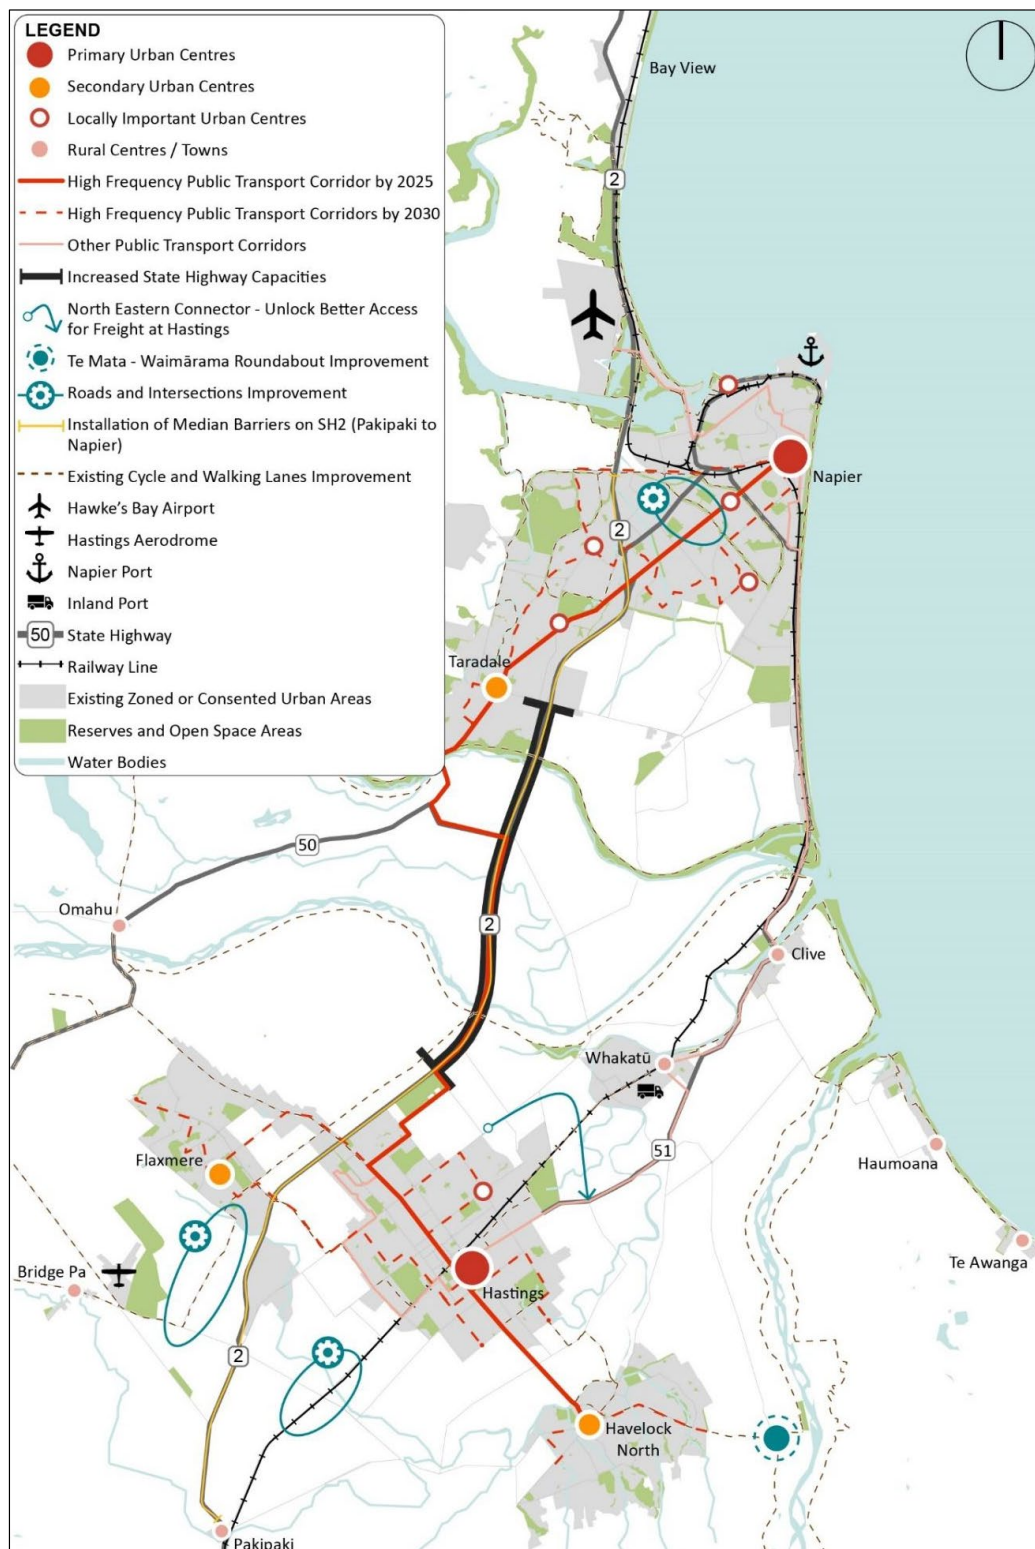 LEGEND
Primary Urban Centres
Secondary Urban Centres
Locally Important Urban Centres
Rural Centres / Towns
High Frequency Public Transport Corridor by 2025
High Frequency Public Transport Corridors by 2030
Other Public Transport Corridors
Increased State Highway Capacities
North Eastern Connector - Unlock Better Access
for Freight at Hastings
Te Mata - Waimārama Roundabout Improvement
Roads and Intersections Improvement
Installation of Median Barriers on SH2 (Pakipaki to
Napier)
Existing Cycle and Walking Lanes Improvement
Hawke's Bay Airport
Hastings Aerodrome
Napier Port
Inland Port
50
State Highway
Railway Line
Existing Zoned or Consented Urban Areas
Reserves and Open Space Areas
Water Bodies
Bay View
2
Napier
2
Taradale
50
Omahu
2
Clive
Whakatū
Flaxmere
51
Haumoana
Te Awanga
Bridge Pa
Hastings
2
Havelock
North
Pakipaki